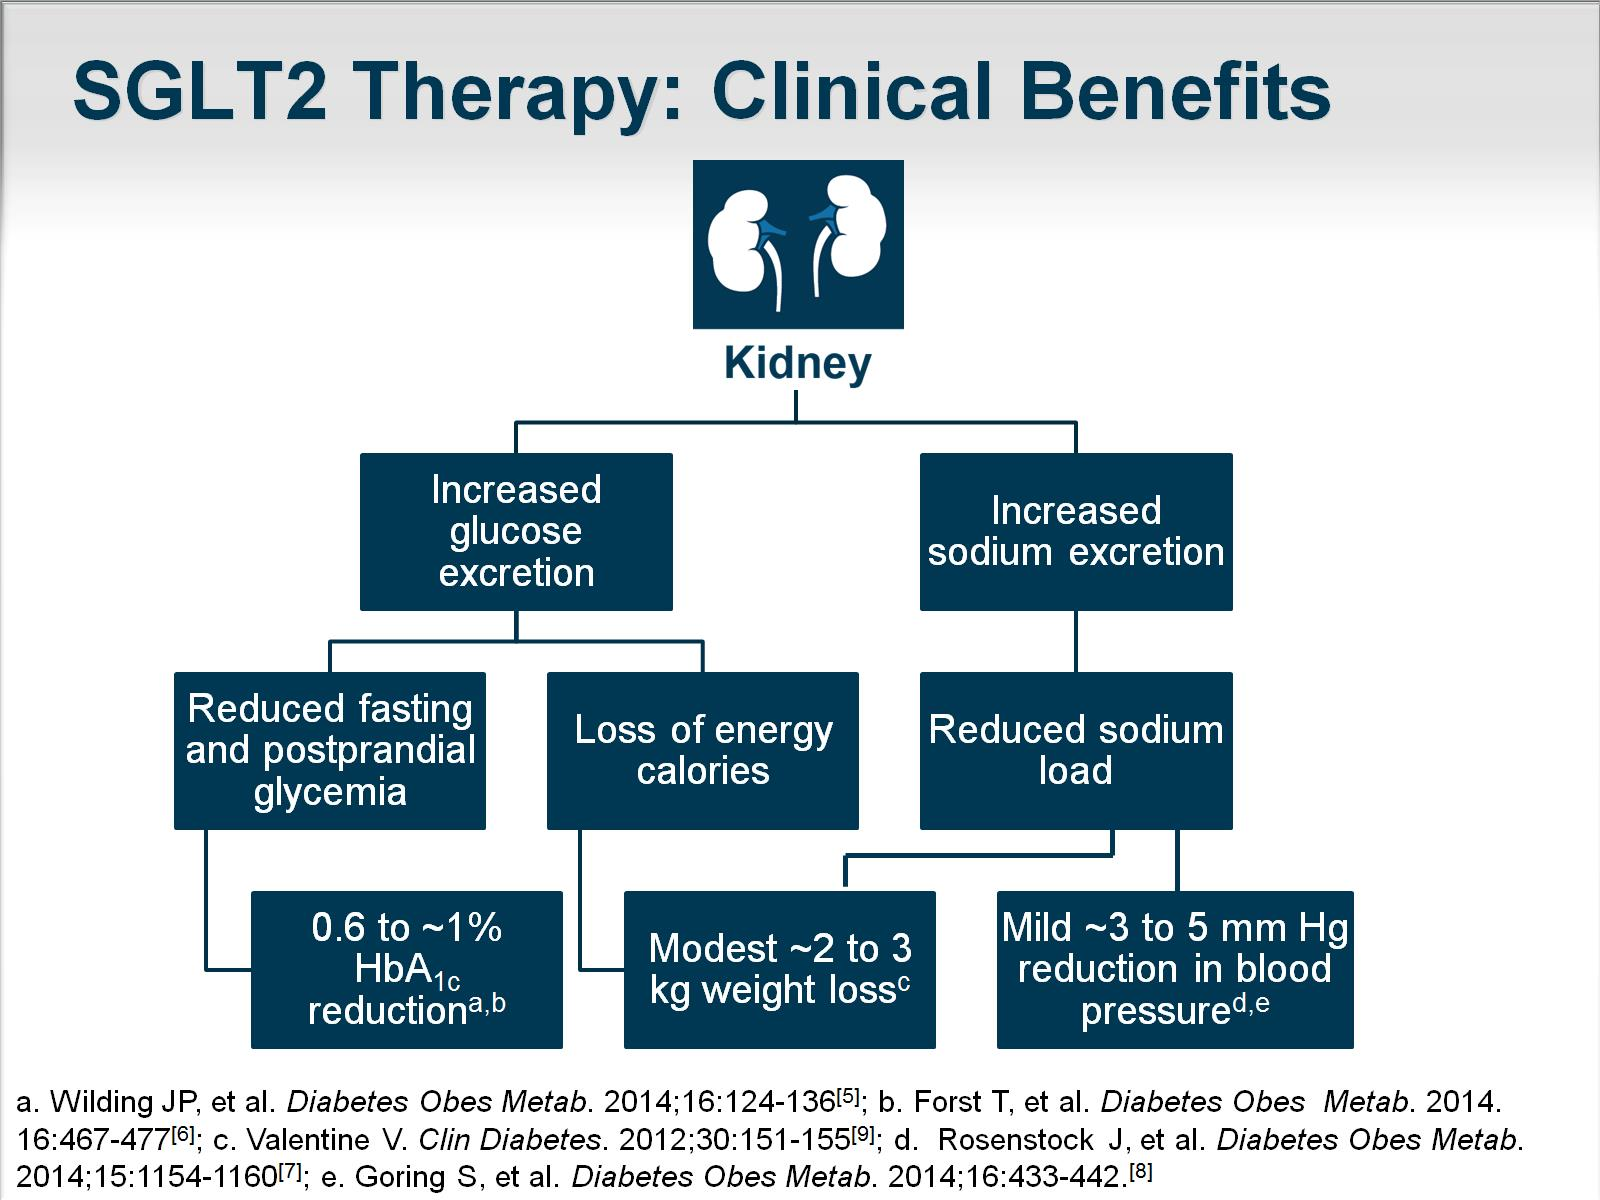 SGLT2 Therapy: Clinical Benefits
Kidney
Increased
glucose
excretion
Increased
sodium excretion
Reduced fasting
and postprandial
glycemia
Loss of energy
calories
Reduced sodium
load
0.6 to ~1%
HbA1c
reductiona,b
Modest ~2 to 3
kg weight lossc
Mild ~3 to 5 mm Hg
reduction in blood
pressured,e
a. Wilding JP, et al. Diabetes Obes Metab. 2014;16:124-136[5]; b. Forst T, et al. Diabetes Obes Metab. 2014.
16:467-477[6]; c. Valentine V. Clin Diabetes. 2012;30:151-155[9]; d. Rosenstock J, et al. Diabetes Obes Metab.
2014;15:1154-1160[7]; e. Goring S, et al. Diabetes Obes Metab. 2014;16:433-442.[8]